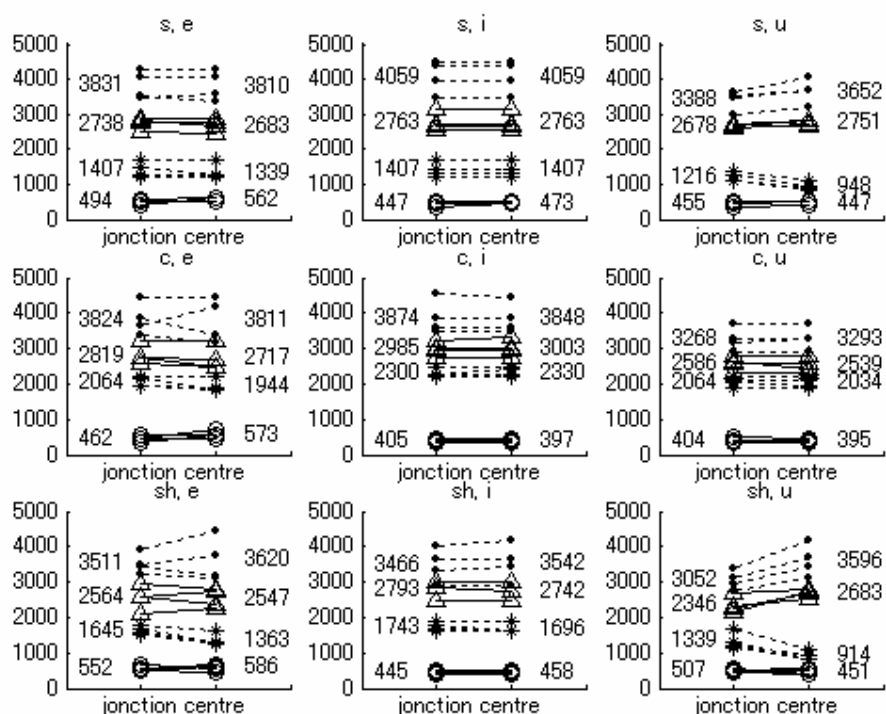 s, e s, i s, u
5000 5000 5000
4000 3831 3810 4000 4059 4059 4000 3388 3652
3000 2738 2683 3000 2763 2763 3000 2678 2751
2000 2000 2000
1407 1339 1407 1407 1216 948
1000 1000 1000
494 562 447 473 455 447
0 0 0
jonction centre jonction centre jonction centre
c, e c, i c, u
5000 5000 5000
4000 3824 3811 4000 3874 3848 4000 3268 3293
3000 2819 2717 3000 2985 3003 3000 2586 2539
2000 2064 1944 2000 2300 2330 2000 2064 2034
1000 1000 1000
462 573 405 397 404 395
0 0 0
jonction centre jonction centre jonction centre
sh, e sh, i sh, u
5000 5000 5000
4000 3511 3620 4000 3466 3542 4000 3052 3596
3000 2564 2547 3000 2793 2742 3000 2346 2683
2000 1645 1363 2000 1743 1696 2000 1339 914
1000 1000 1000
552 586 445 458 507 451
0 0 0
jonction centre jonction centre jonction centre